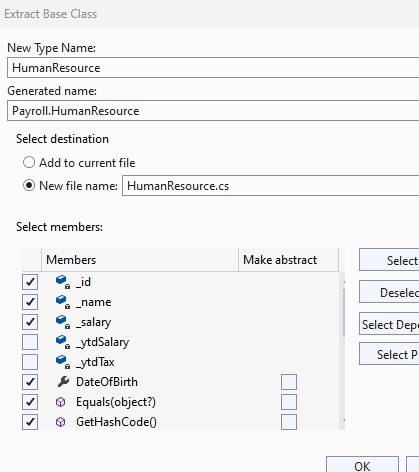 Extract Base Class
New Type Name:
HumanResource
Generated name:
Payroll.HumanResource
Select destination
Add to current file
New file name: HumanResource.cs
Select members:
Members Make abstract Select
_id
_name Deselec
_salary
_ytdSalary Select Depe
_ytdTax
DateOfBirth Select P
Equals(object?)
GetHashCode()
OK